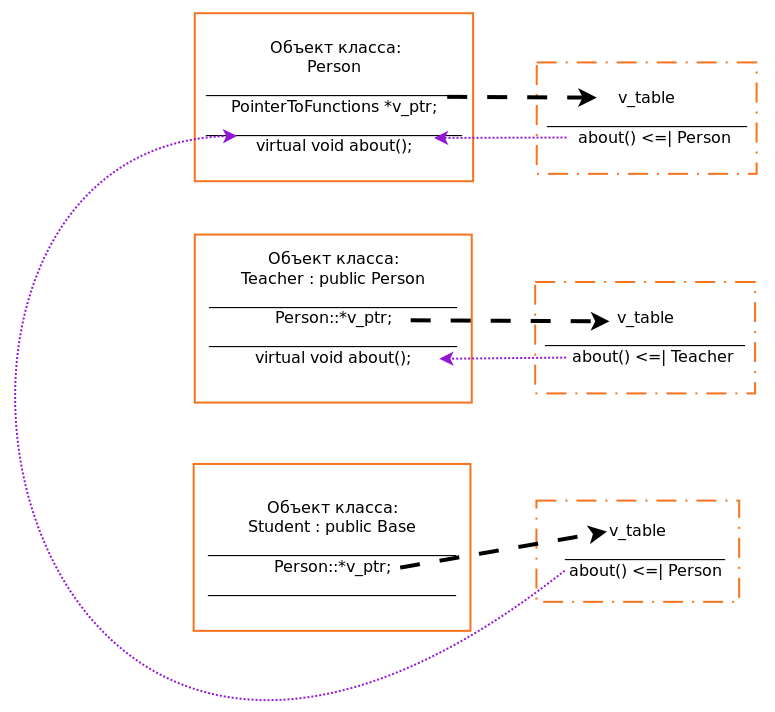 Объект класса:
Person
PointerToFunctions *v_ptr;
virtual void about();
v_table
about() <=| Person
Объект класса:
Teacher : public Person
Person::*v_ptr;
virtual void about();
v_table
about() <=| Teacher
Объект класса:
Student : public Base
Person::*v_ptr;
v_table
about() <=| Person